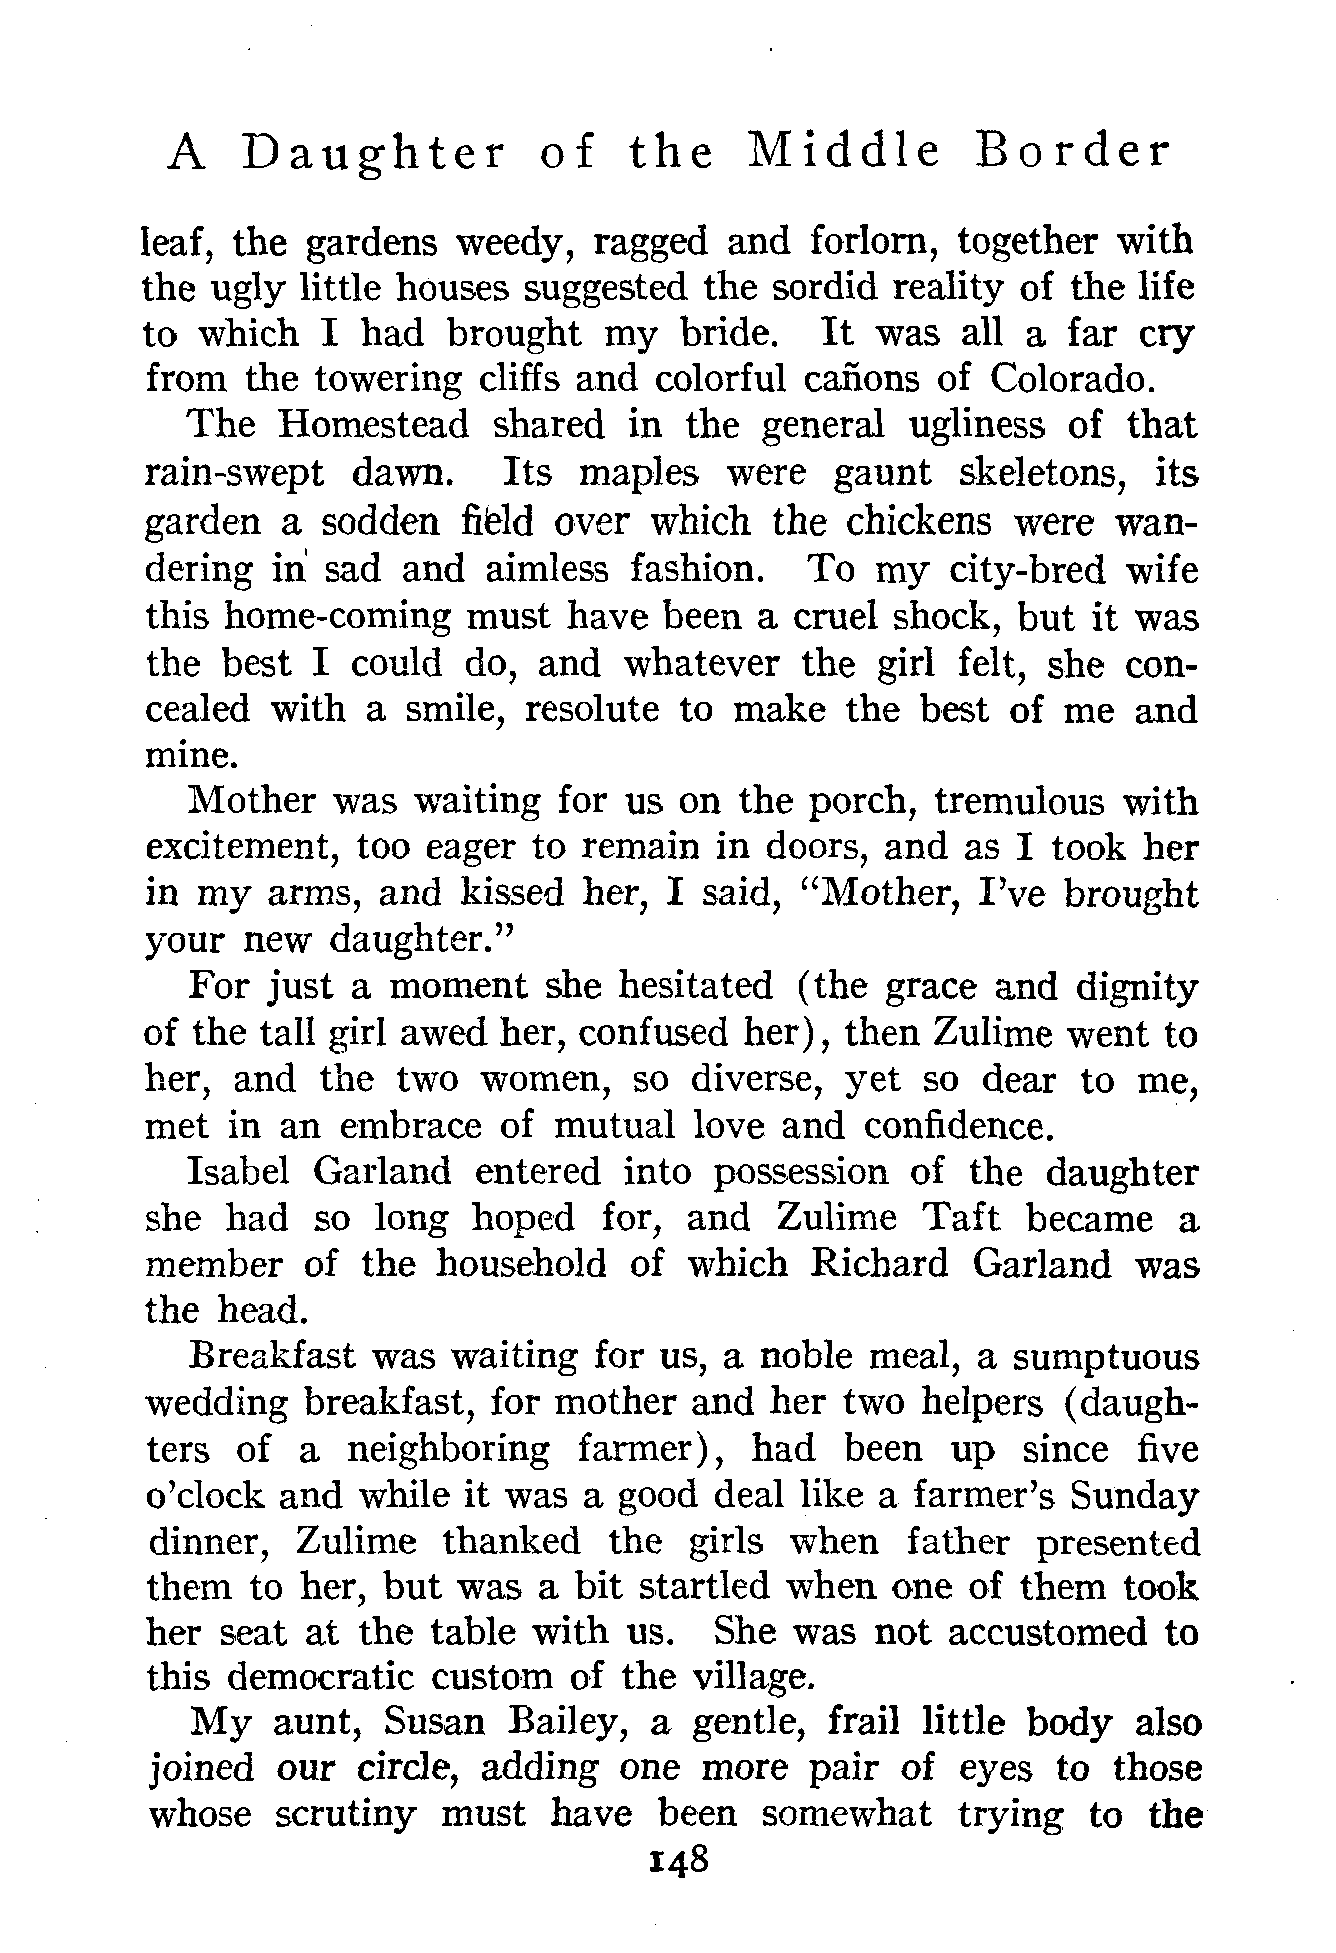 A Daughter of the Middle Border
leaf, the gardens weedy, ragged and forlorn, together with
the ugly little houses suggested the sordid reality of the life
to which I had brought my bride. It was all a far cry
from the towering cliffs and colorful cañons of Colorado.
The Homestead shared in the general ugliness of that
rain-swept dawn. Its maples were gaunt skeletons, its
garden a sodden field over which the chickens were wan-
dering in sad and aimless fashion. To my city-bred wife
this home-coming must have been a cruel shock, but it was
the best I could do, and whatever the girl felt, she con-
cealed with a smile, resolute to make the best of me and
mine.
Mother was waiting for us on the porch, tremulous with
excitement, too eager to remain in doors, and as I took her
in my arms, and kissed her, I said, “Mother, I’ve brought
your new daughter.”
For just a moment she hesitated (the grace and dignity
of the tall girl awed her, confused her), then Zulime went to
her, and the two women, so diverse, yet so dear to me,
met in an embrace of mutual love and confidence.
Isabel Garland entered into possession of the daughter
she had so long hoped for, and Zulime Taft became a
member of the household of which Richard Garland was
the head.
Breakfast was waiting for us, a noble meal, a sumptuous
wedding breakfast, for mother and her two helpers (daugh-
ters of a neighboring farmer), had been up since five
o’clock and while it was a good deal like a farmer’s Sunday
dinner, Zulime thanked the girls when father presented
them to her, but was a bit startled when one of them took
her seat at the table with us. She was not accustomed to
this democratic custom of the village.
My aunt, Susan Bailey, a gentle, frail little body also
joined our circle, adding one more pair of eyes to those
whose scrutiny must have been somewhat trying to the
148